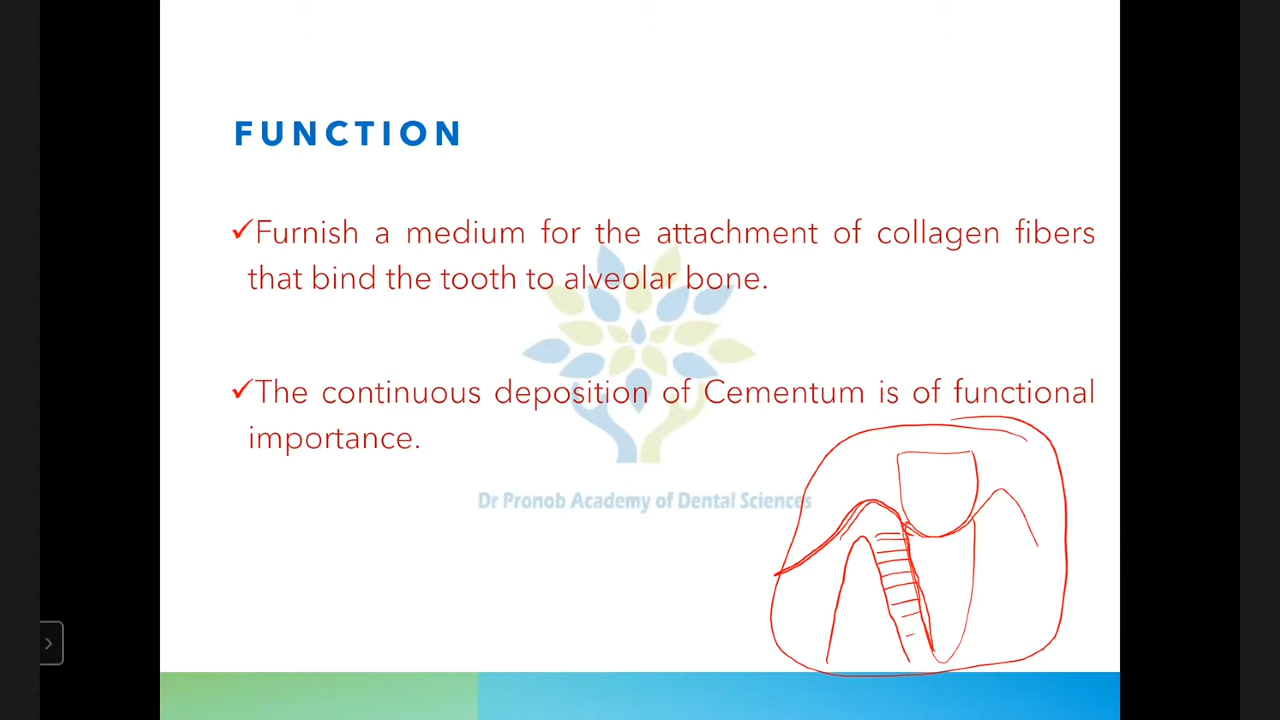 FUNCTION
✓Furnish a medium for the attachment of collagen fibers
that bind the tooth to alveolar bone.
✓The continuous deposition of Cementum is of functional
importance.
Dr Pronob Academy of Dental Sciences